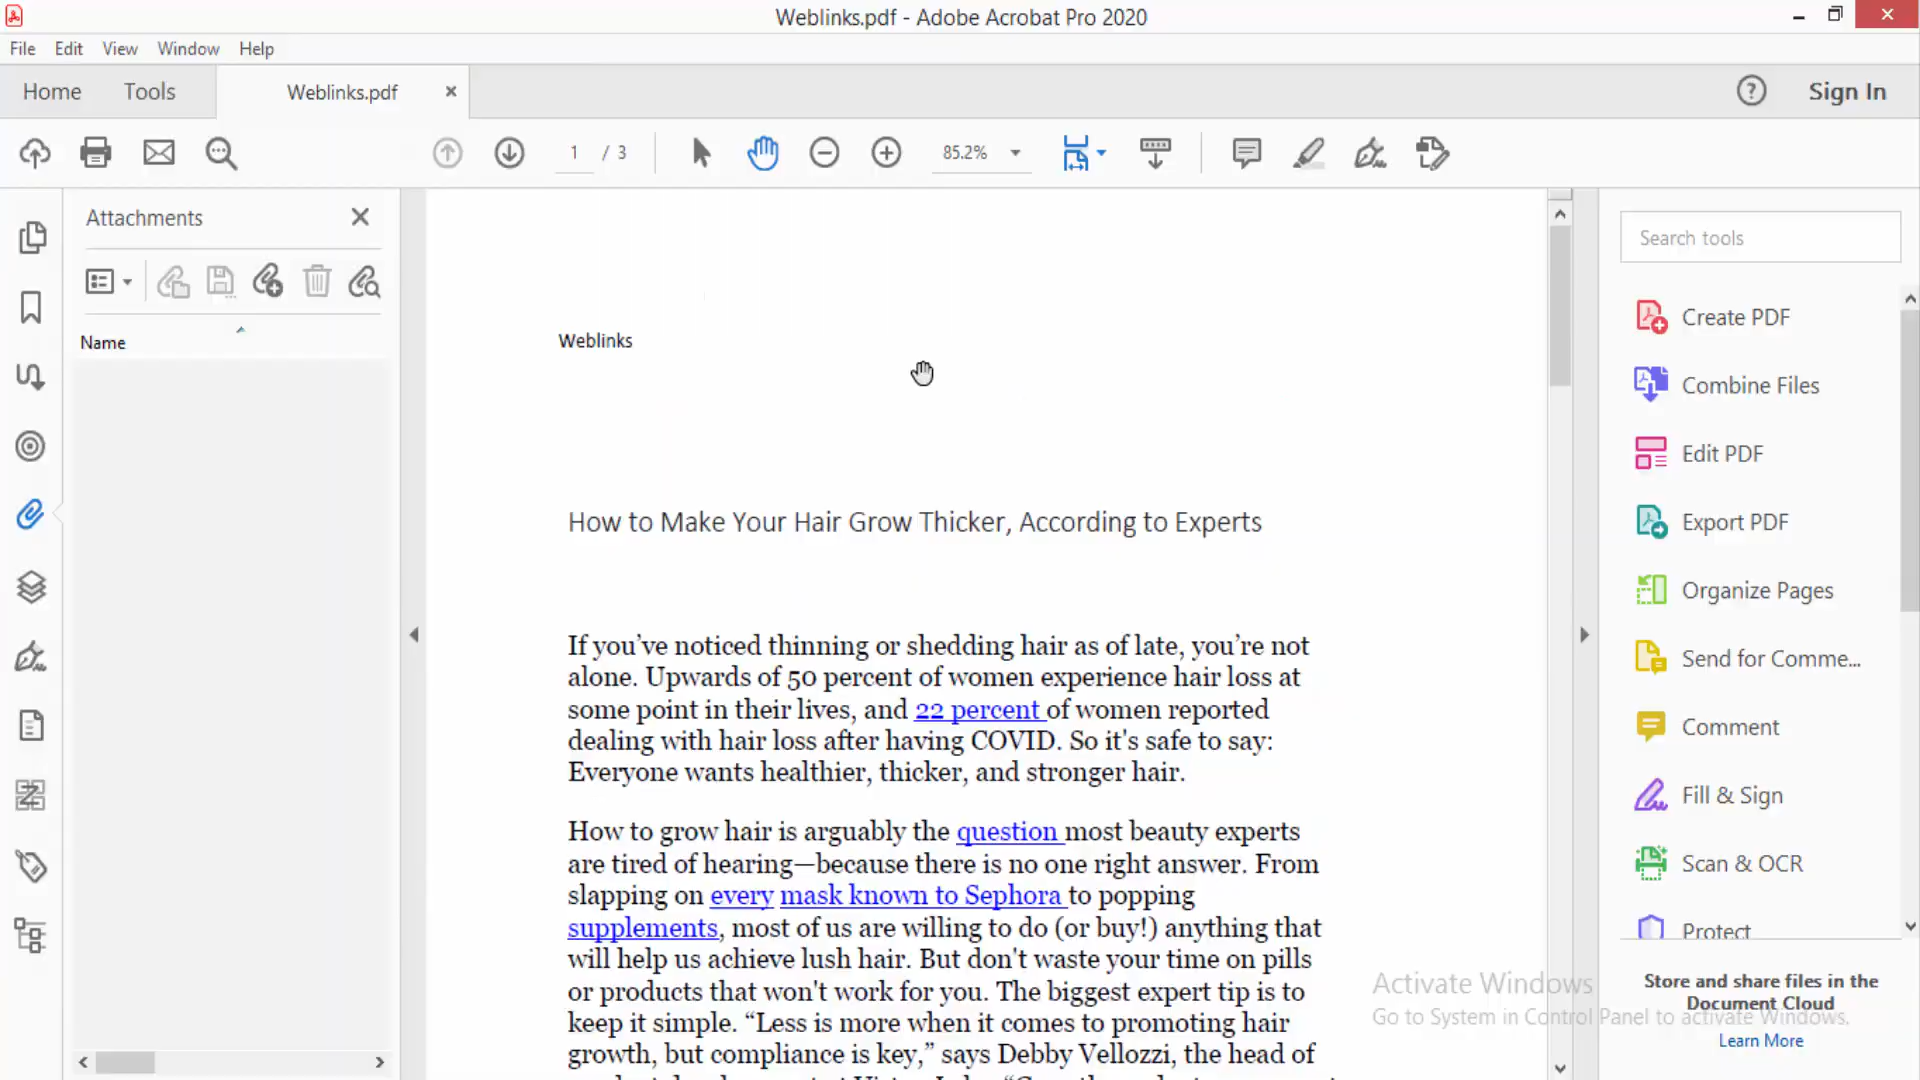 Weblinks.pdf - Adobe Acrobat Pro 2020
File Edit View Window Help
Home Tools Weblinks.pdf × ? Sign In
1 / 3 85.2%
Attachments
Name
Weblinks
How to Make Your Hair Grow Thicker, According to Experts
If you’ve noticed thinning or shedding hair as of late, you’re not
alone. Upwards of 50 percent of women experience hair loss at
some point in their lives, and 22 percent of women reported
dealing with hair loss after having COVID. So it's safe to say:
Everyone wants healthier, thicker, and stronger hair.
How to grow hair is arguably the question most beauty experts
are tired of hearing—because there is no one right answer. From
slapping on every mask known to Sephora to popping
supplements, most of us are willing to do (or buy!) anything that
will help us achieve lush hair. But don't waste your time on pills
or products that won't work for you. The biggest expert tip is to
keep it simple. “Less is more when it comes to promoting hair
growth, but compliance is key,” says Debby Vellozzi, the head of
Search tools
Create PDF
Combine Files
Edit PDF
Export PDF
Organize Pages
Send for Comme...
Comment
Fill & Sign
Scan & OCR
Protect
Store and share files in the
Document Cloud
Learn More
Activate Windows
Go to System in Control Panel to activate Windows.